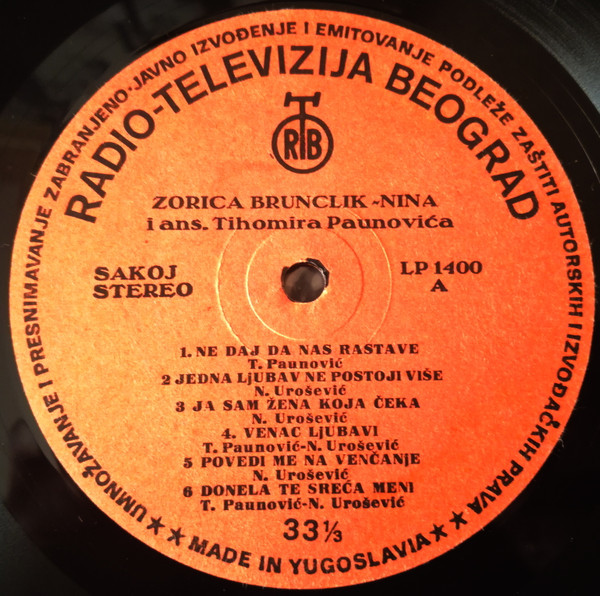 UMNOŽAVANJE I PRESNIMAVANJE ZABRANJENO·JAVNO IZVOĐENJE I EMITOVANJE PODLEŽE ZAŠTITI AUTORSKIH I IZVOĐAČKIH PRAVA
RADIO-TELEVIZIJA BEOGRAD
RTB
ZORICA BRUNCLIK -NINA
i ans. Tihomira Paunovića
SAKOJ
STEREO
LP 1400
A
1. NE DAJ DA NAS RASTAVE
T. Paunović
2 JEDNA LjUBAV NE POSTOJI VIŠE
N. Urošević
3 JA SAM ŽENA KOJA ČEKA
N. Urošević
4. VENAC LjUBAVI
T. Paunović-N. Urošević
5 POVEDI ME NA VENČANjE
N. Urošević
6 DONELA TE SREĆA MENI
T. Paunović-N. Urošević
33⅓
★★ MADE IN YUGOSLAVIA ★★